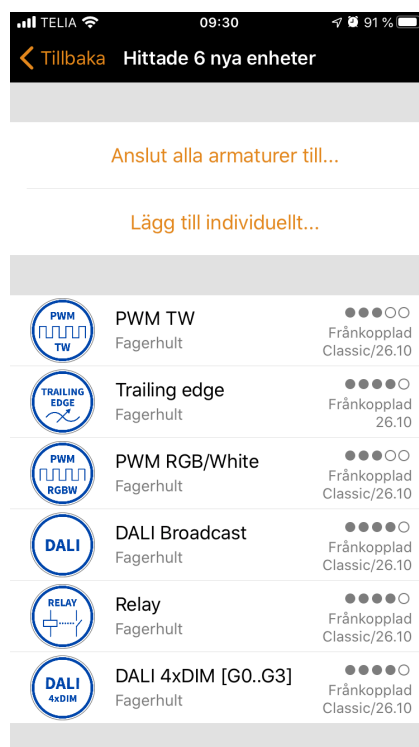 TELIA 09:30 91 %
Tillbaka Hittade 6 nya enheter
Anslut alla armaturer till...
Lägg till individuellt...
PWM
TW
PWM TW
Fagerhult
Frånkopplad
Classic/26.10
TRAILING
EDGE
Trailing edge
Fagerhult
Frånkopplad
26.10
PWM
RGBW
PWM RGB/White
Fagerhult
Frånkopplad
Classic/26.10
DALI
DALI Broadcast
Fagerhult
Frånkopplad
Classic/26.10
RELAY
Relay
Fagerhult
Frånkopplad
Classic/26.10
DALI
4xDIM
DALI 4xDIM [G0..G3]
Fagerhult
Frånkopplad
Classic/26.10